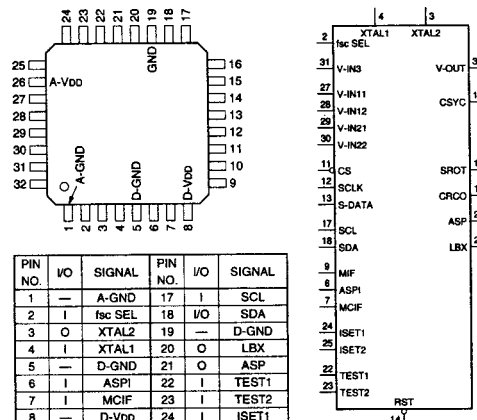 24 23 22 21 20 19 18 17
GND
25 16
26 A-VDD 15
27 14
28 13
29 12
30 11
31 10
32 9
A-GND D-GND D-VDD
1 2 3 4 5 6 7 8
PIN NO. I/O SIGNAL PIN NO. I/O SIGNAL
1 — A-GND 17 I SCL
2 I fsc SEL 18 I/O SDA
3 O XTAL2 19 — D-GND
4 I XTAL1 20 O LBX
5 — D-GND 21 O ASP
6 I ASPI 22 I TEST1
7 I MCIF 23 I TEST2
8 — D-VDD 24 I ISET1
4 3
XTAL1 XTAL2
2 fsc SEL
31 V-IN3 V-OUT
27 V-IN11 CSYC
28 V-IN12
29 V-IN21
30 V-IN22
11 CS SROT
12 SCLK
13 S-DATA CRCO
ASP
17 SCL
18 SDA LBX
9 MIF
6 ASPI
7 MCIF
24 ISET1
25 ISET2
22 TEST1
23 TEST2
RST
14